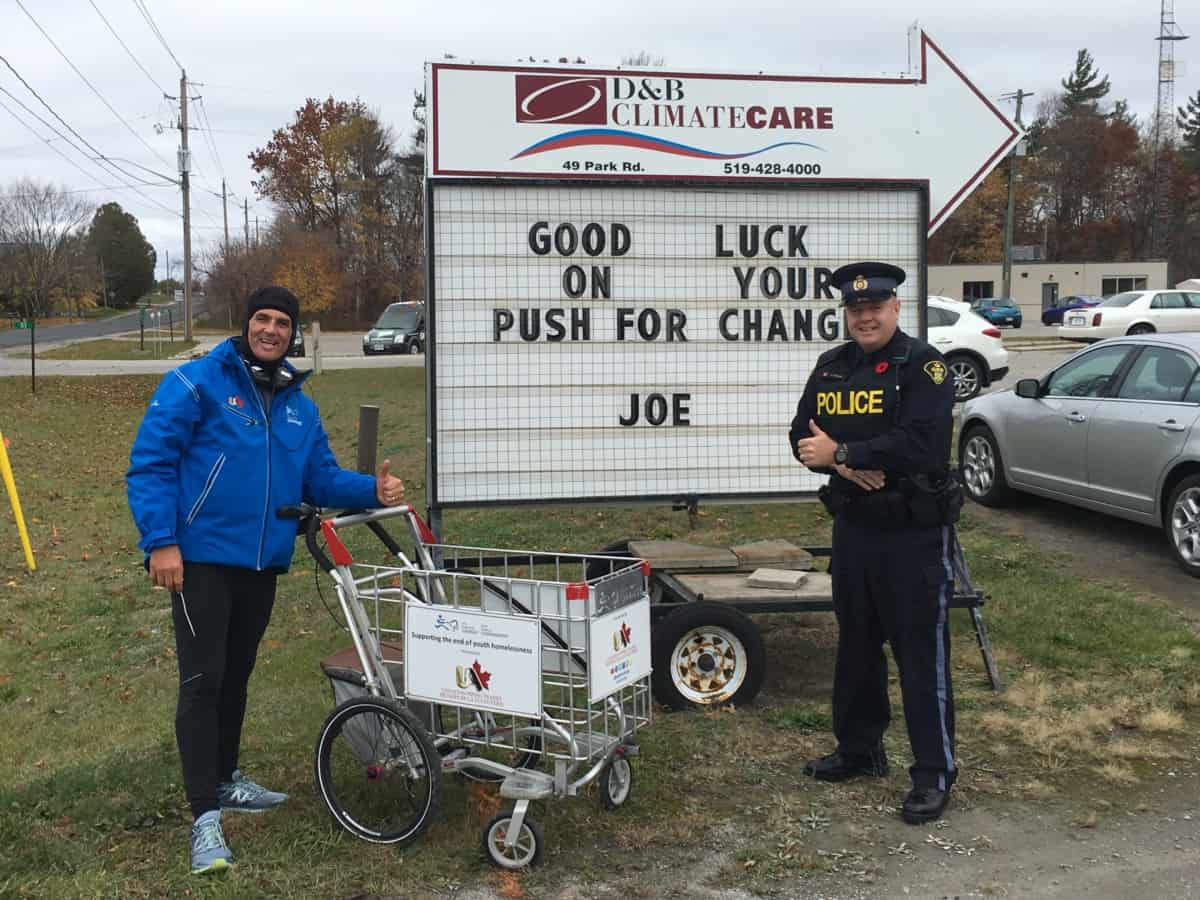 D&B
CLIMATECARE
49 Park Rd. 519-428-4000
GOOD LUCK
ON YOUR
PUSH FOR CHANG
JOE
POLICE
Supporting the end of youth homelessness